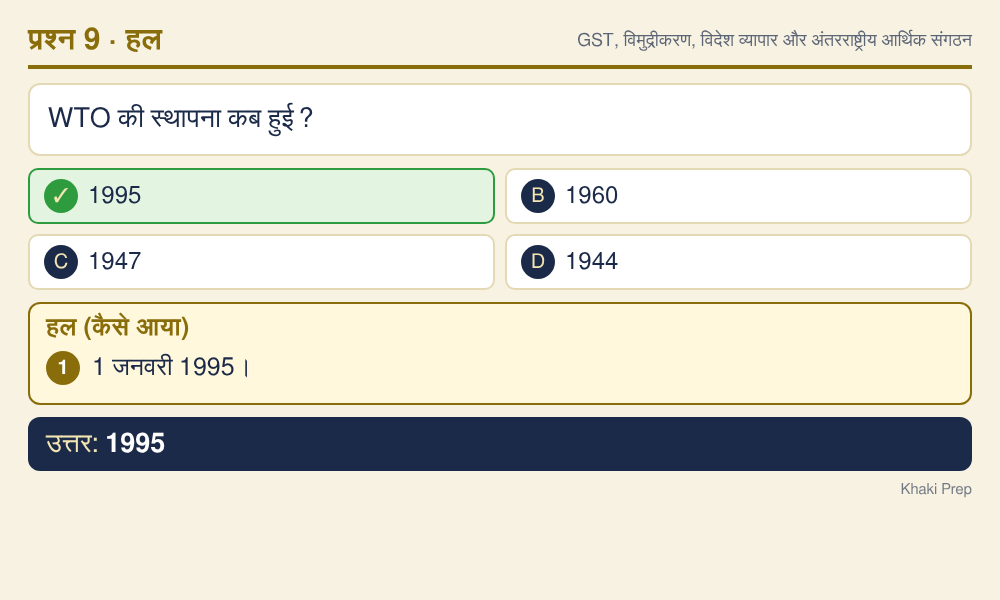 प्रश्न 9 · हल
GST, विमुद्रीकरण, विदेश व्यापार और अंतरराष्ट्रीय आर्थिक संगठन
WTO की स्थापना कब हुई ?
✓ 1995
B 1960
C 1947
D 1944
हल (कैसे आया)
1 1 जनवरी 1995।
उत्तर: 1995
Khaki Prep